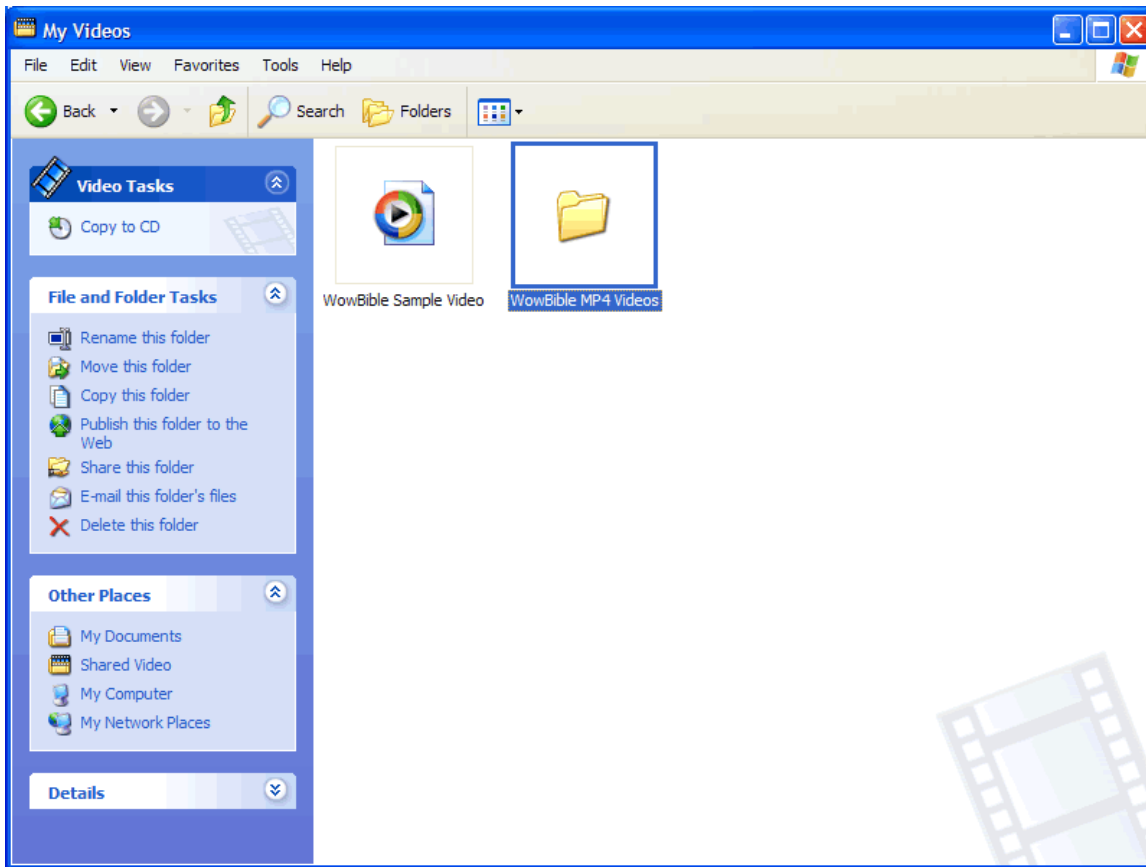 My Videos
File Edit View Favorites Tools Help
Back Search Folders
Video Tasks
Copy to CD
File and Folder Tasks
Rename this folder
Move this folder
Copy this folder
Publish this folder to the
Web
Share this folder
E-mail this folder's files
Delete this folder
Other Places
My Documents
Shared Video
My Computer
My Network Places
Details
WowBible Sample Video
WowBible MP4 Videos